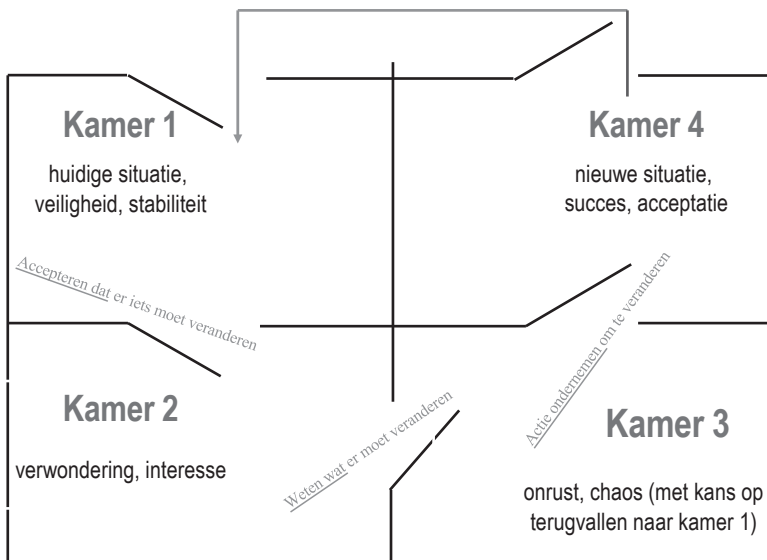 Kamer 1
huidige situatie,
veiligheid, stabiliteit
Kamer 4
nieuwe situatie,
succes, acceptatie
Accepteren dat er iets moet veranderen
Actie ondernemen om te veranderen
Kamer 2
verwondering, interesse
Weten wat er moet veranderen
Kamer 3
onrust, chaos (met kans op
terugvallen naar kamer 1)